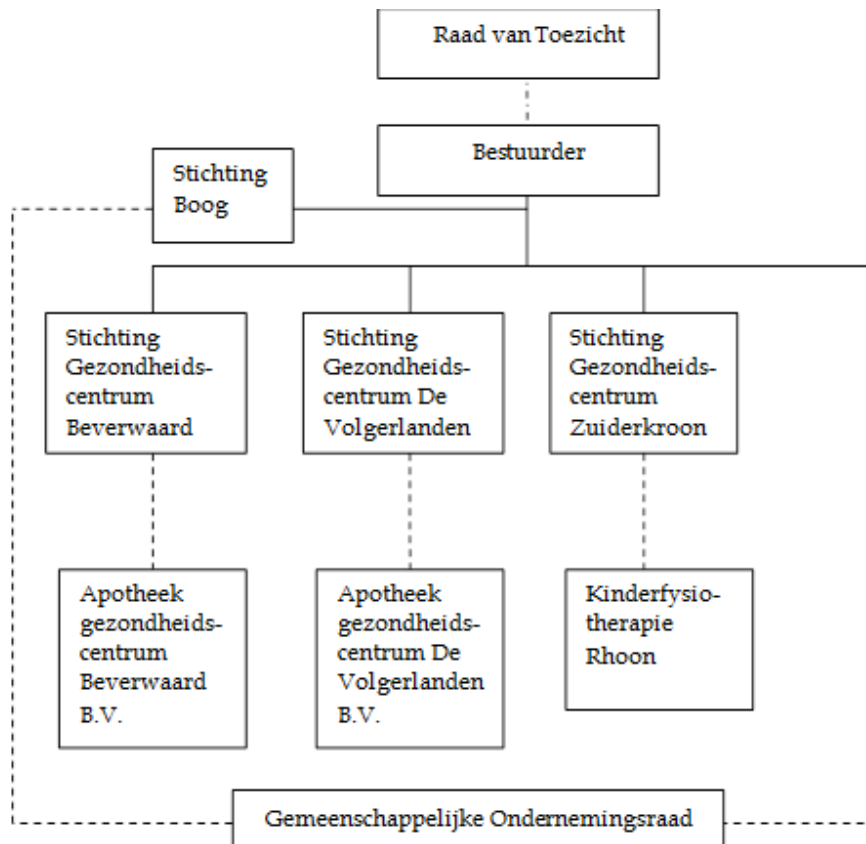 Raad van Toezicht
Bestuurder
Stichting
Boog
Stichting
Gezondheids-
centrum
Beverwaard
Stichting
Gezondheids-
centrum De
Volgerlanden
Stichting
Gezondheids-
centrum
Zuiderkroon
Apotheek
gezondheids-
centrum
Beverwaard
B.V.
Apotheek
gezondheids-
centrum De
Volgerlanden
B.V.
Kinderfysio-
therapie
Rhoon
Gemeenschappelijke Ondernemingsraad